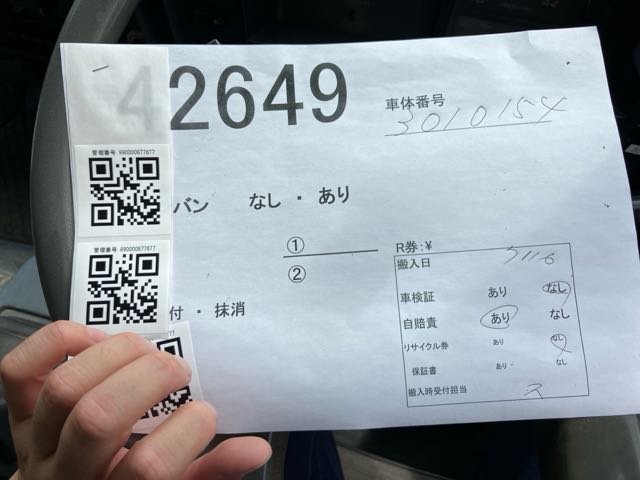 42649
車体番号
3010154
管理番号 990000877877
バン なし ・ あり
①
R券:¥
搬入日
②
車検証 あり なし
管理番号 990000877877
付 ・ 抹消
自賠責 あり なし
リサイクル券 あり なし
保証書 あり なし
搬入時受付担当 ス